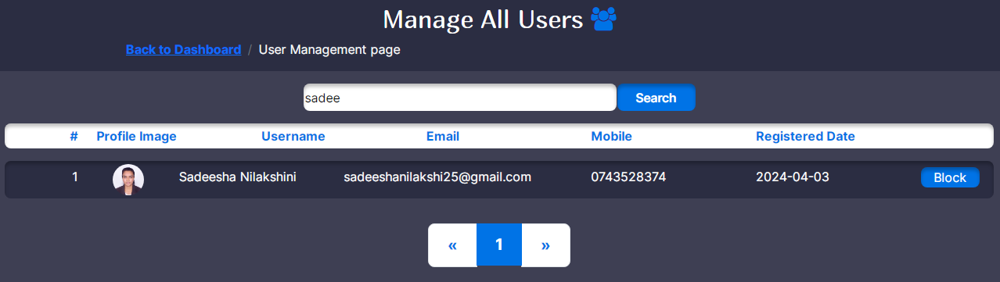 Manage All Users
Back to Dashboard / User Management page
sadee Search
# Profile Image Username Email Mobile Registered Date
1 Sadeesha Nilakshini sadeeshanilakshi25@gmail.com 0743528374 2024-04-03 Block
« 1 »